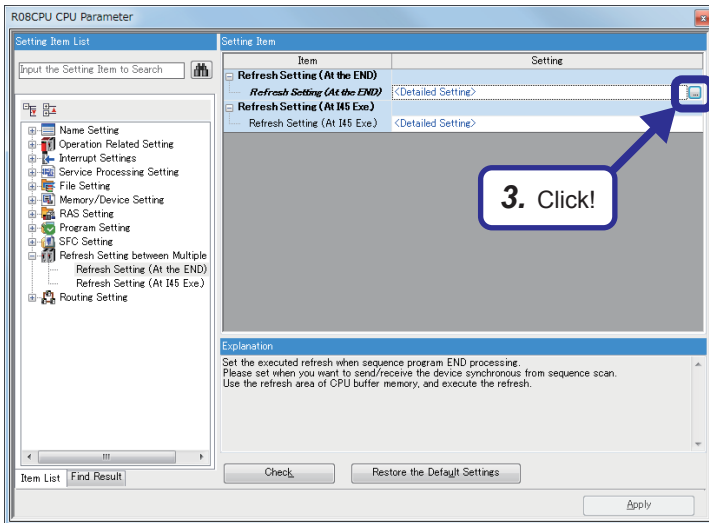 R08CPU CPU Parameter
Setting Item List
Setting Item
Input the Setting Item to Search
Item Setting
Refresh Setting (At the END)
Refresh Setting (At the END) <Detailed Setting>
Refresh Setting (At I45 Exe.)
Refresh Setting (At I45 Exe.) <Detailed Setting>
3. Click!
Name Setting
Operation Related Setting
Interrupt Settings
Service Processing Setting
File Setting
Memory/Device Setting
RAS Setting
Program Setting
SFC Setting
Refresh Setting between Multiple
Refresh Setting (At the END)
Refresh Setting (At I45 Exe.)
Routing Setting
Explanation
Set the executed refresh when sequence program END processing.
Please set when you want to send/receive the device synchronous from sequence scan.
Use the refresh area of CPU buffer memory, and execute the refresh.
Item List Find Result
Check Restore the Default Settings
Apply